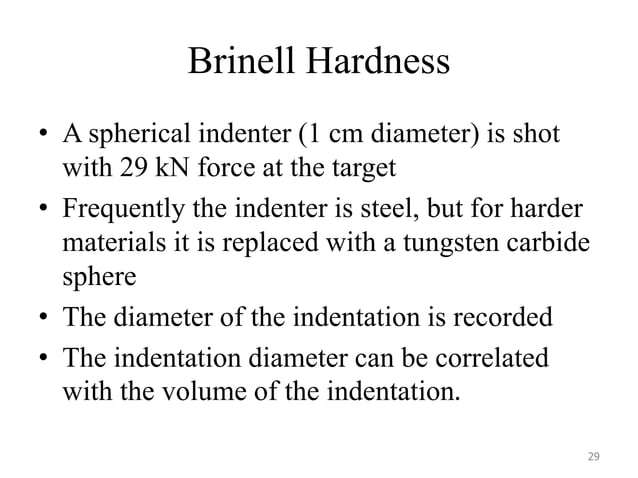 Brinell Hardness
• A spherical indenter (1 cm diameter) is shot
with 29 kN force at the target
• Frequently the indenter is steel, but for harder
materials it is replaced with a tungsten carbide
sphere
• The diameter of the indentation is recorded
• The indentation diameter can be correlated
with the volume of the indentation.
29